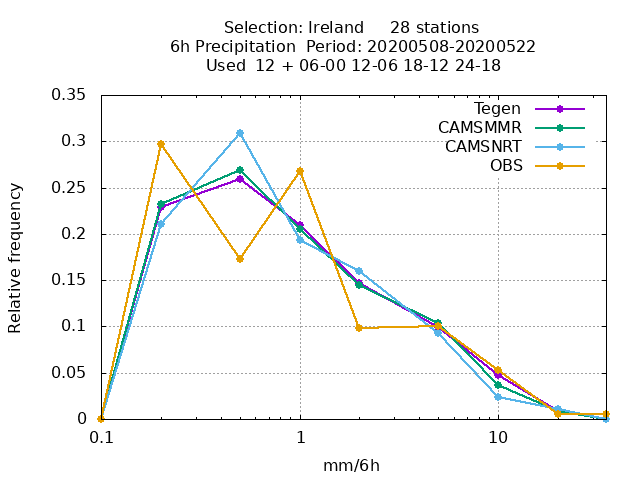 Selection: Ireland 28 stations
6h Precipitation Period: 20200508-20200522
Used 12 + 06-00 12-06 18-12 24-18
0.35
0.3
0.25
0.2
0.15
0.1
0.05
0
Relative frequency
Tegen
CAMSMMR
CAMSNRT
OBS
0.1 1 10
mm/6h